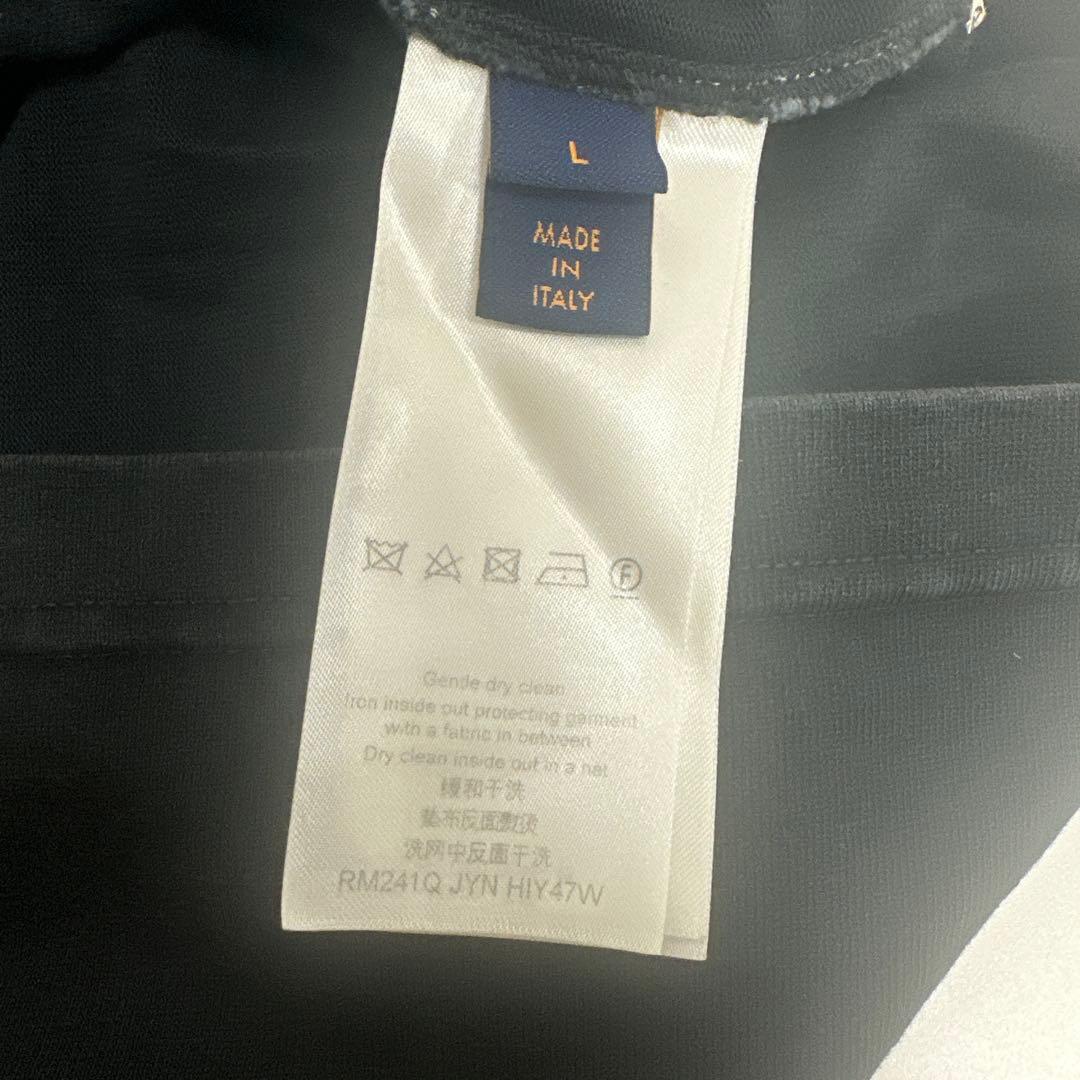 L
MADE
IN
ITALY
F
Gentle dry clean
Iron inside out protecting garment
with a fabric in between
Dry clean inside out in a net
缓和干洗
垫布反面熨烫
洗网中反面干洗
RM241Q JYN HIY47W